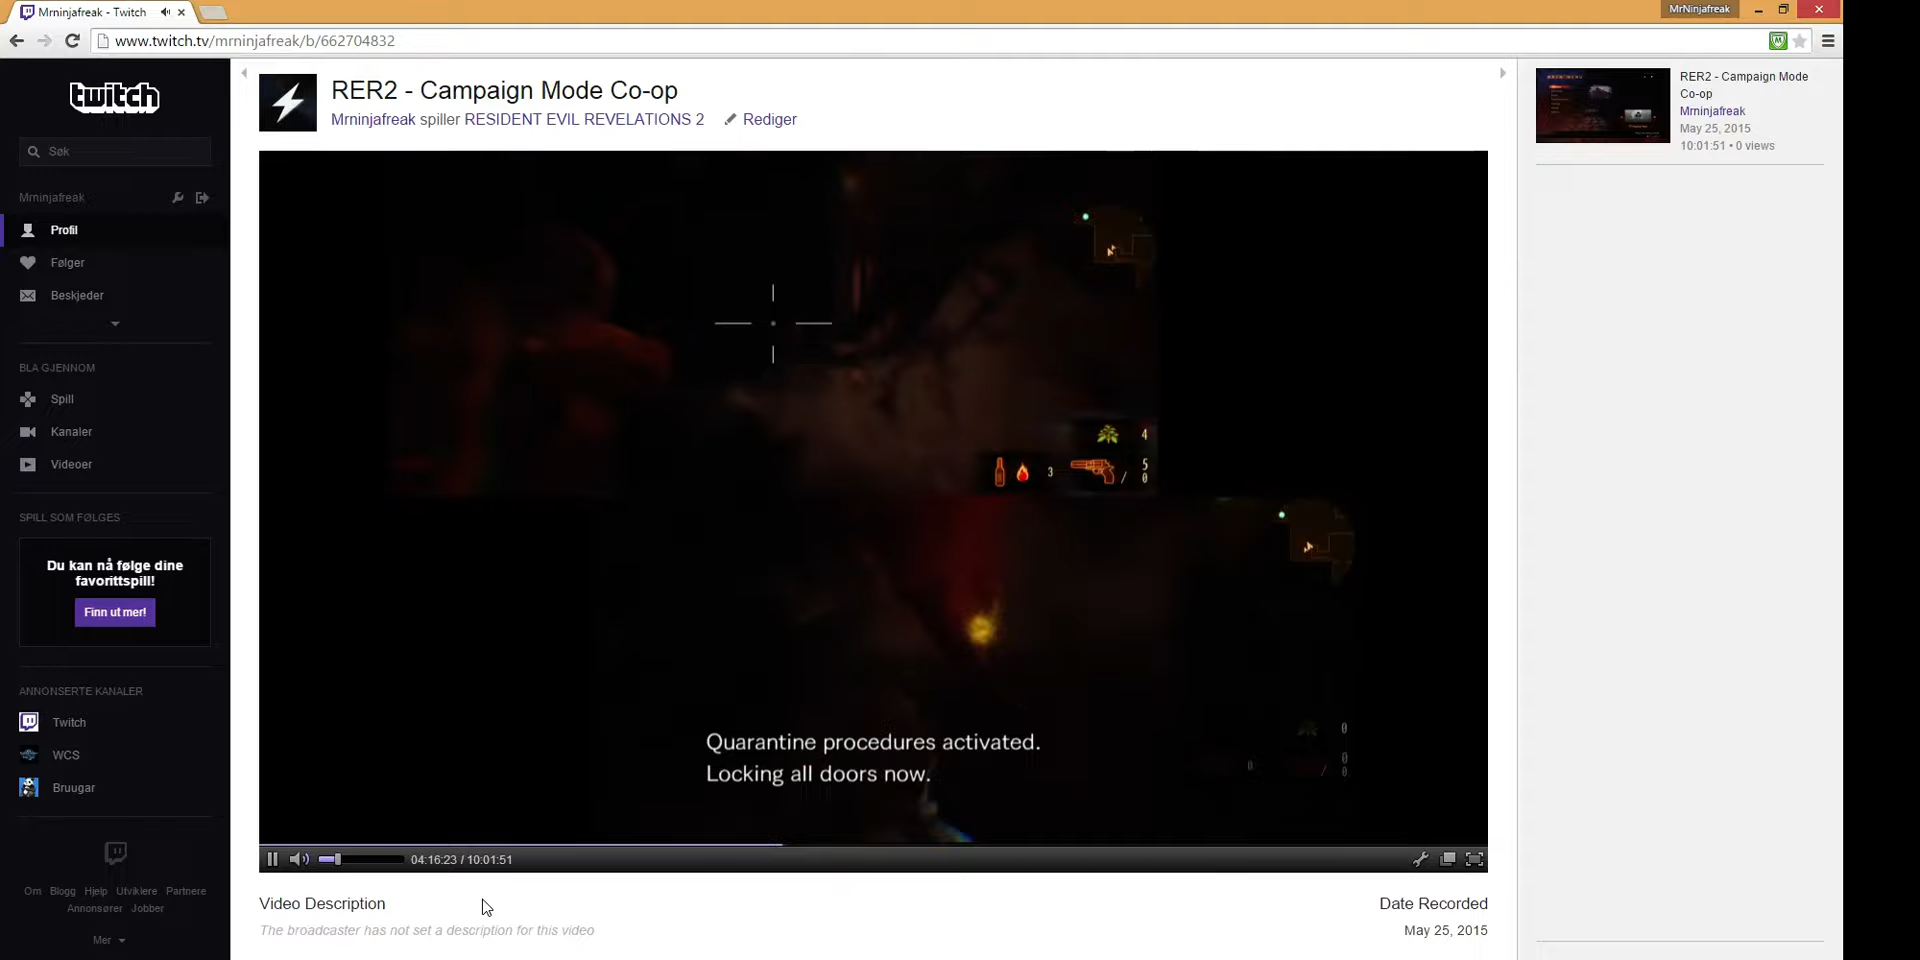 Mrninjafreak - Twitch
MrNinjafreak
www.twitch.tv/mrninjafreak/b/662704832
twitch
Søk
Mrninjafreak
Profil
Følger
Beskjeder
BLA GJENNOM
Spill
Kanaler
Videoer
SPILL SOM FØLGES
Du kan nå følge dine
favorittspill!
Finn ut mer!
ANNONSERTE KANALER
Twitch
WCS
Bruugar
Om Blogg Hjelp Utviklere Partnere
Annonsører Jobber
Mer
RER2 - Campaign Mode Co-op
Mrninjafreak spiller RESIDENT EVIL REVELATIONS 2 Rediger
4
3 5
/ 0
Quarantine procedures activated.
Locking all doors now.
0
0 0
/ 0
04:16:23 / 10:01:51
Video Description
The broadcaster has not set a description for this video
Date Recorded
May 25, 2015
RER2 - Campaign Mode
Co-op
Mrninjafreak
May 25, 2015
10:01:51 • 0 views